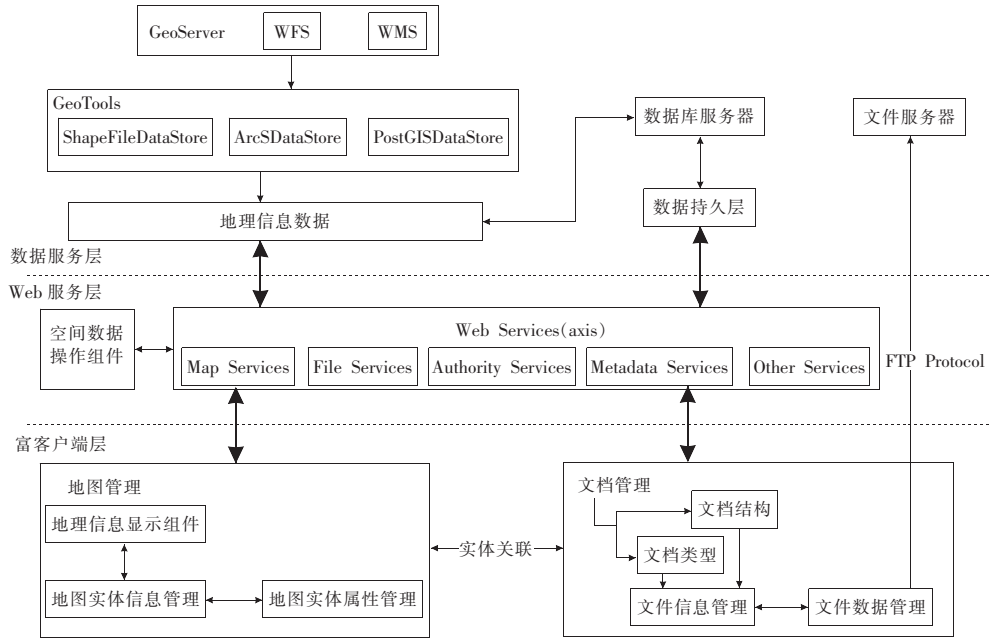 GeoServer WFS WMS
GeoTools
ShapeFileDataStore ArcSDataStore PostGISDataStore
数据库服务器
文件服务器
地理信息数据
数据持久层
数据服务层
Web 服务层
空间数据
操作组件
Web Services(axis)
Map Services File Services Authority Services Metadata Services Other Services
FTP Protocol
富客户端层
地图管理
地理信息显示组件
地图实体信息管理 地图实体属性管理
实体关联
文档管理
文档结构
文档类型
文件信息管理 文件数据管理